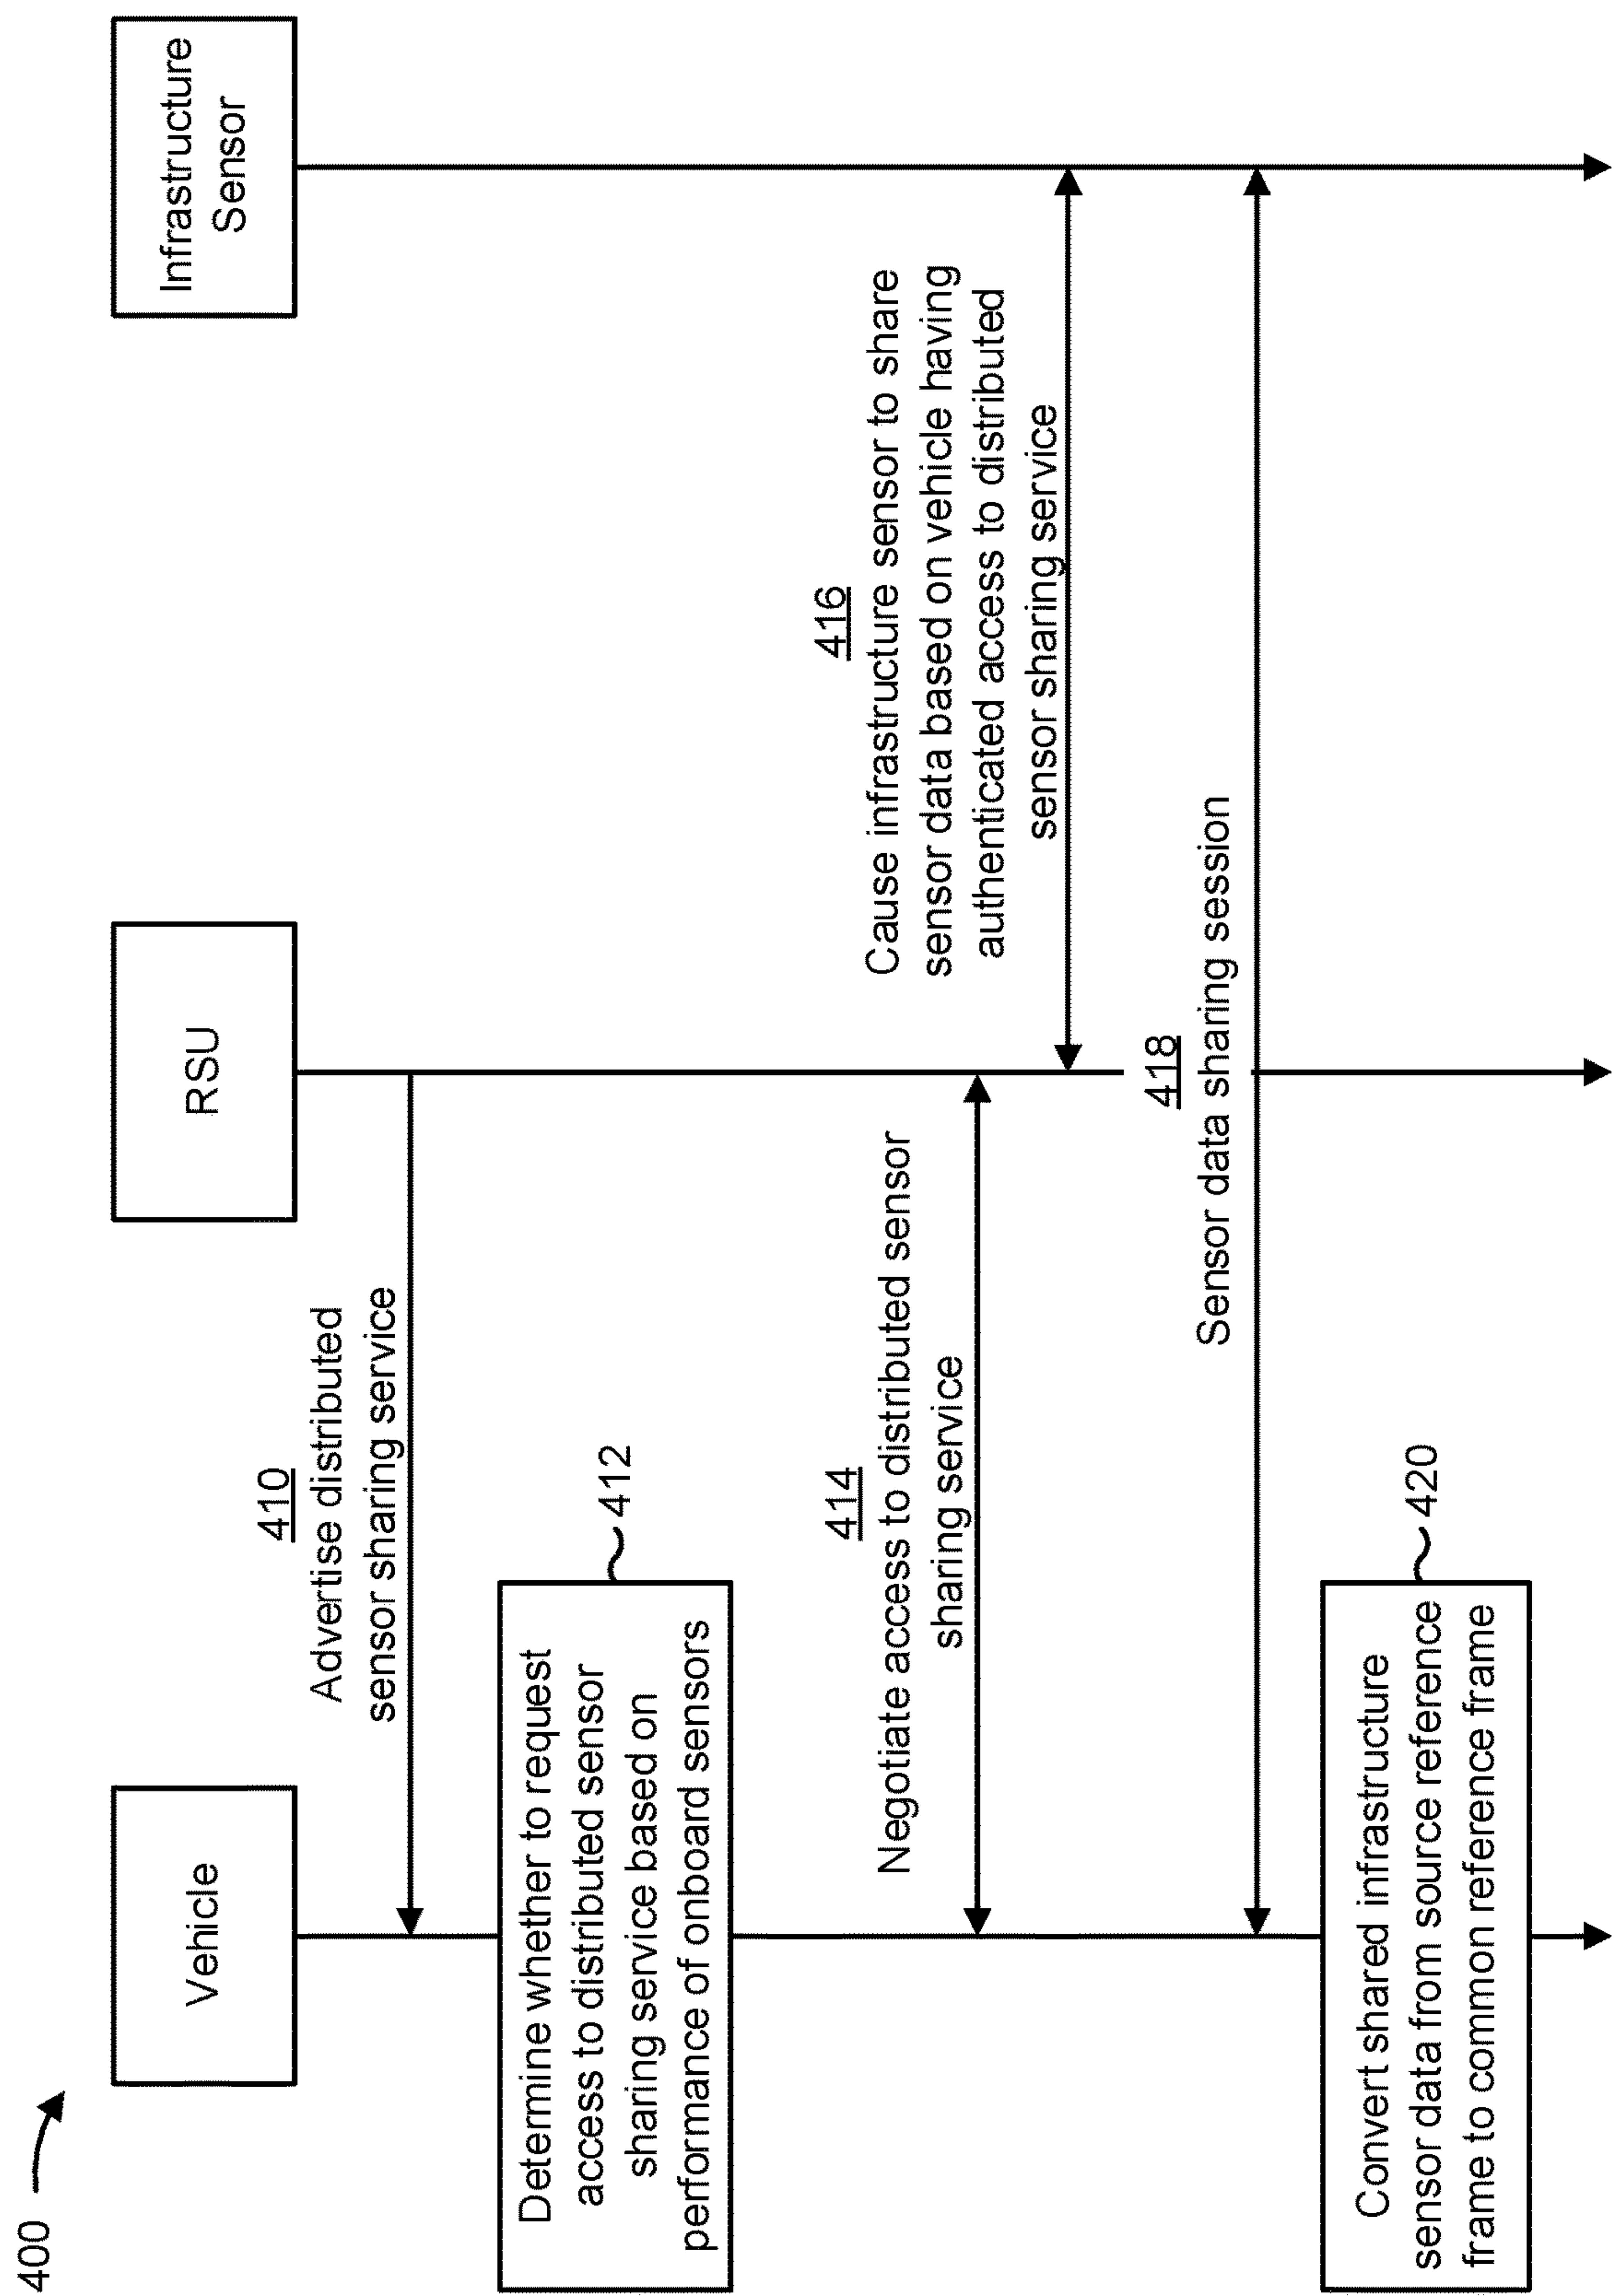 400
Vehicle
RSU
Infrastructure
Sensor
410
Advertise distributed
sensor sharing service
412
Determine whether to request
access to distributed sensor
sharing service based on
performance of onboard sensors
414
Negotiate access to distributed sensor
sharing service
416
Cause infrastructure sensor to share
sensor data based on vehicle having
authenticated access to distributed
sensor sharing service
418
Sensor data sharing session
420
Convert shared infrastructure
sensor data from source reference
frame to common reference frame